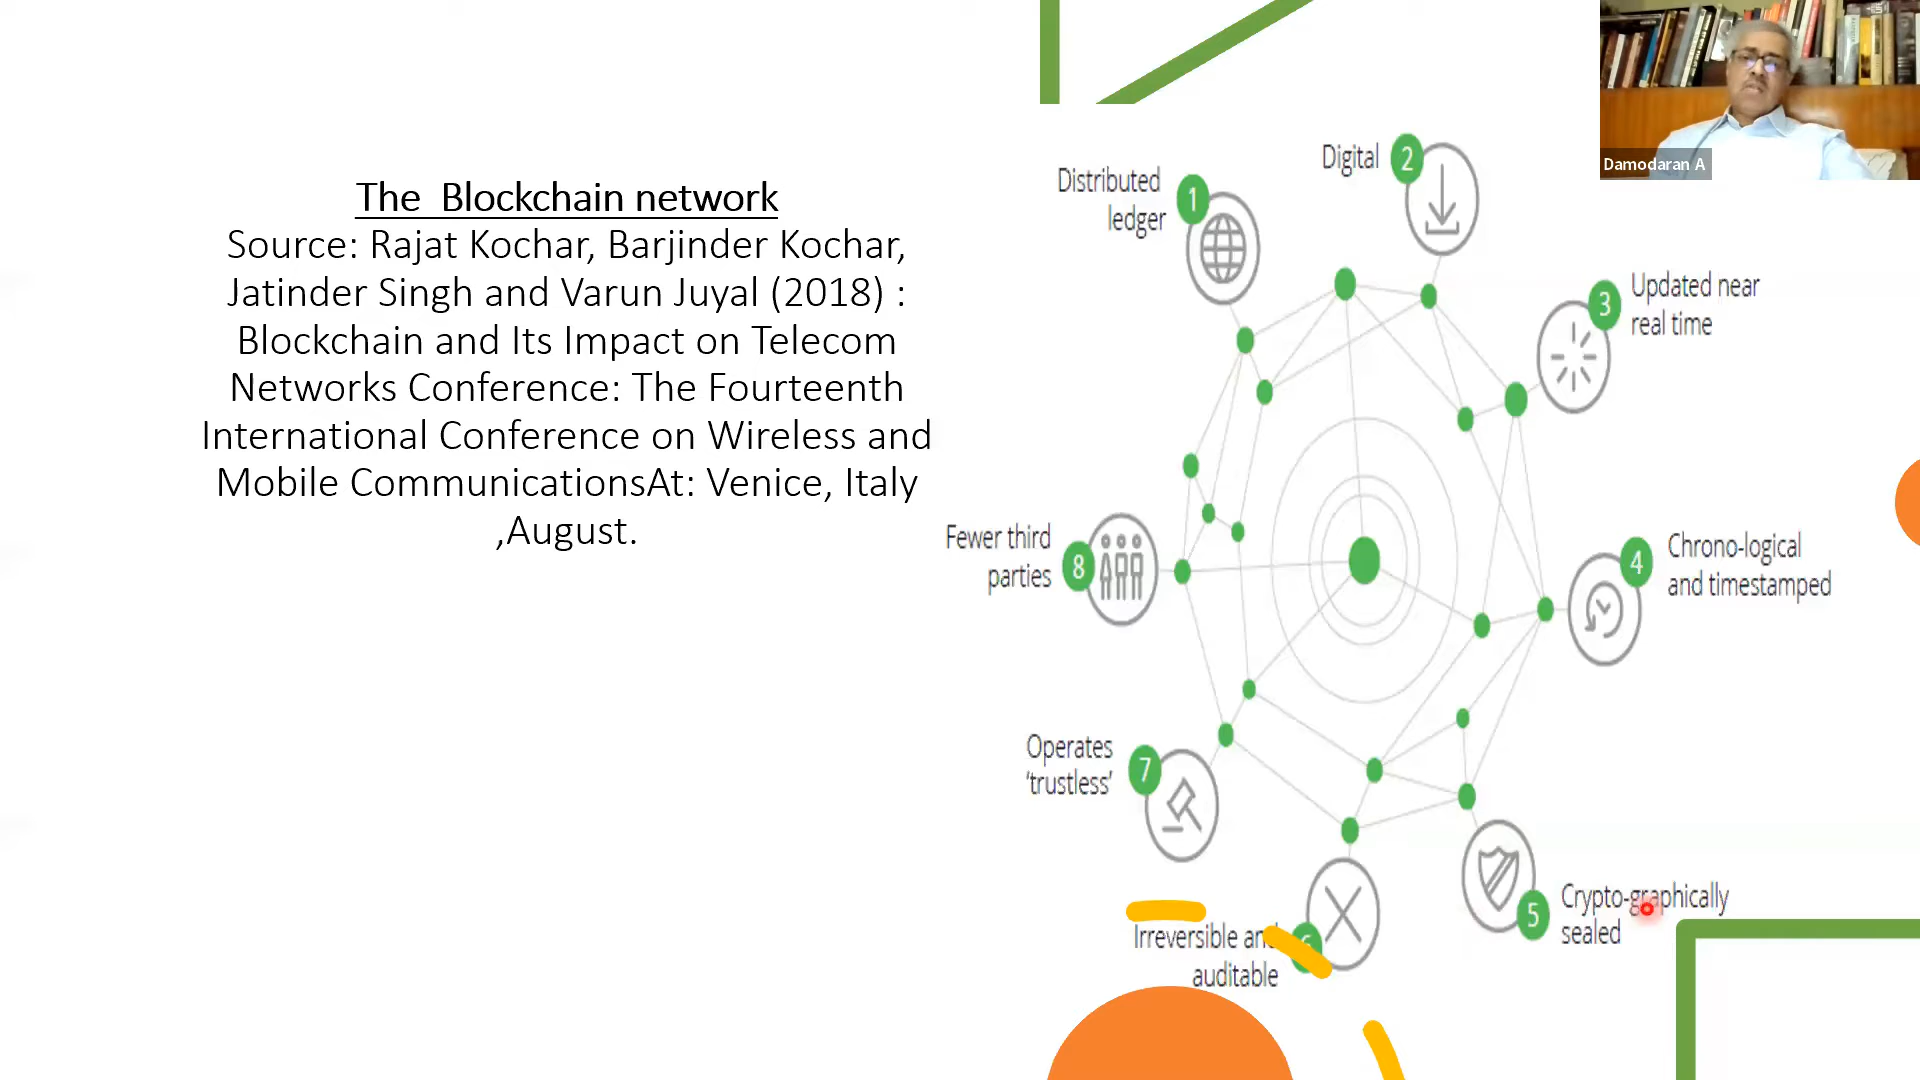 The  Blockchain network
Source: Rajat Kochar, Barjinder Kochar,
Jatinder Singh and Varun Juyal (2018) :
Blockchain and Its Impact on Telecom
Networks Conference: The Fourteenth
International Conference on Wireless and
Mobile CommunicationsAt: Venice, Italy
,August.
Distributed
ledger
1
Digital
2
3
Updated near
real time
4
Chrono-logical
and timestamped
5
Crypto-graphically
sealed
6
Irreversible and
auditable
7
Operates
‘trustless’
8
Fewer third
parties
Damodaran A